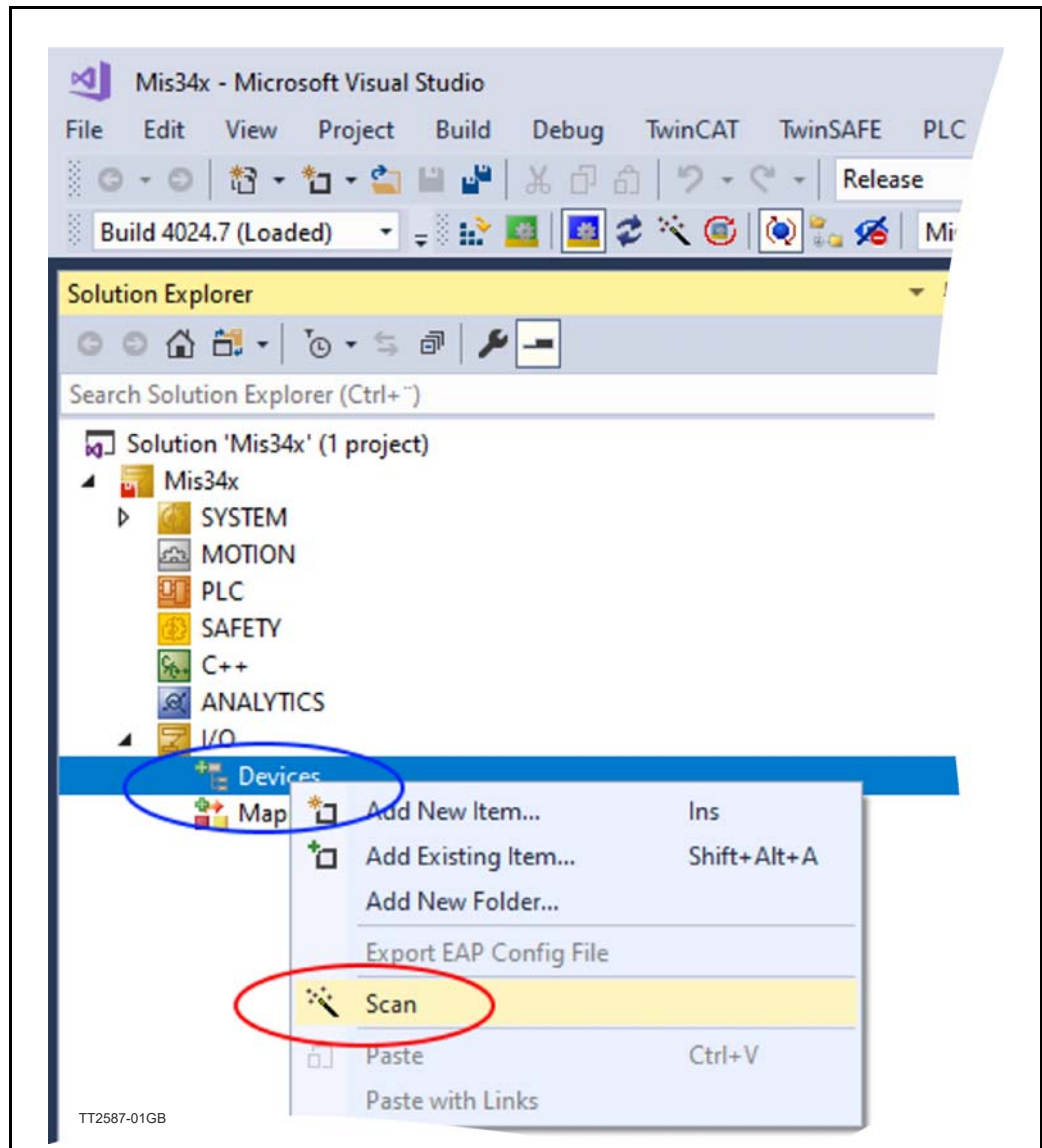 Mis34x - Microsoft Visual Studio
File Edit View Project Build Debug TwinCAT TwinSAFE PLC
Release
Build 4024.7 (Loaded)
Solution Explorer
Search Solution Explorer (Ctrl+¨)
Solution 'Mis34x' (1 project)
Mis34x
SYSTEM
MOTION
PLC
SAFETY
C++
ANALYTICS
I/O
Devices
Map
Add New Item... Ins
Add Existing Item... Shift+Alt+A
Add New Folder...
Export EAP Config File
Scan
Paste Ctrl+V
Paste with Links
TT2587-01GB